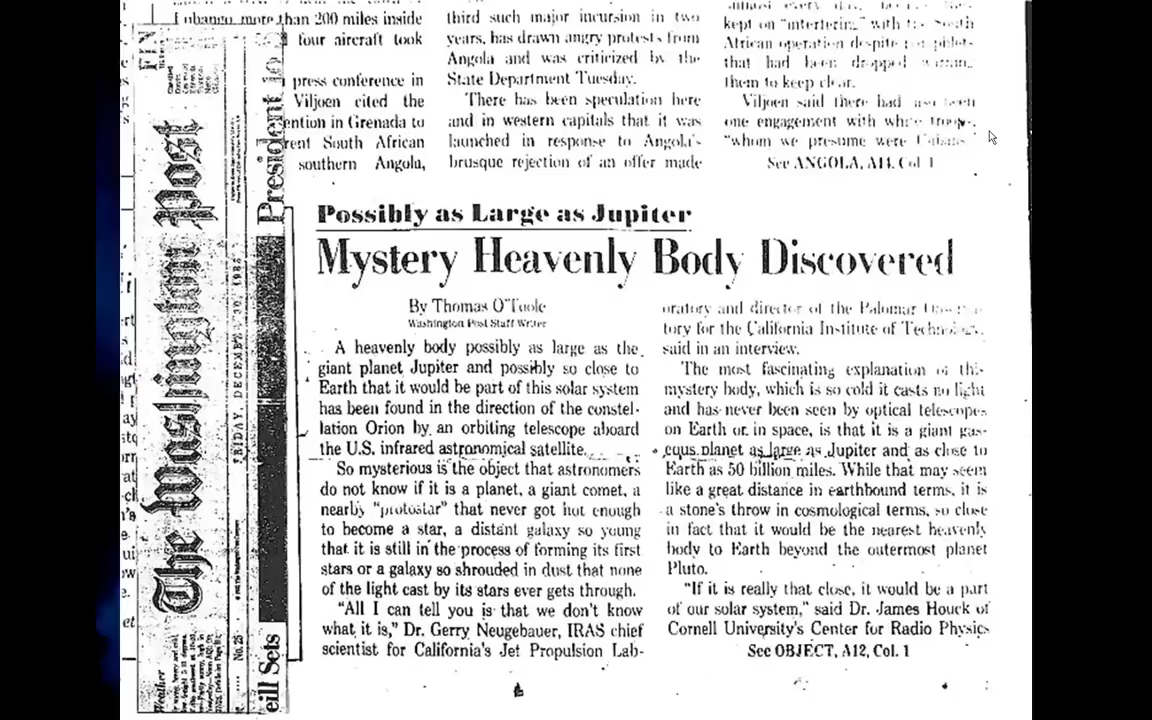 Lubango, more than 200 miles inside
four aircraft took
press conference in
Viljoen cited the
ention in Grenada to
rent South African
southern Angola,
third such major incursion in two
years, has drawn angry protests from
Angola and was criticized by the
State Department Tuesday.
There has been speculation here
and in western capitals that it was
launched in response to Angola's
brusque rejection of an offer made
kept on "interfering" with the South
African operation despite
that had been dropped
them to keep clear.
Viljoen said there had also been
one engagement with white troops,
"whom we presume were Cubans
See ANGOLA, A14, Col 1
The Washington Post
FRIDAY, DECEMBER 30, 1983
Weather
President
eill Sets
Possibly as Large as Jupiter
Mystery Heavenly Body Discovered
By Thomas O'Toole
Washington Post Staff Writer
A heavenly body possibly as large as the
giant planet Jupiter and possibly so close to
Earth that it would be part of this solar system
has been found in the direction of the constel-
lation Orion by an orbiting telescope aboard
the U.S. infrared astronomical satellite.
So mysterious is the object that astronomers
do not know if it is a planet, a giant comet, a
nearby "protostar" that never got hot enough
to become a star, a distant galaxy so young
that it is still in the process of forming its first
stars or a galaxy so shrouded in dust that none
of the light cast by its stars ever gets through.
"All I can tell you is that we don't know
what it is," Dr. Gerry Neugebauer, IRAS chief
scientist for California's Jet Propulsion Lab-
oratory and director of the Palomar Observa-
tory for the California Institute of Technology,
said in an interview.
The most fascinating explanation of this
mystery body, which is so cold it casts no light
and has never been seen by optical telescopes
on Earth or in space, is that it is a giant gas-
eous planet as large as Jupiter and as close to
Earth as 50 billion miles. While that may seem
like a great distance in earthbound terms, it is
a stone's throw in cosmological terms, so close
in fact that it would be the nearest heavenly
body to Earth beyond the outermost planet
Pluto.
"If it is really that close, it would be a part
of our solar system," said Dr. James Houck of
Cornell University's Center for Radio Physics
See OBJECT, A12, Col. 1